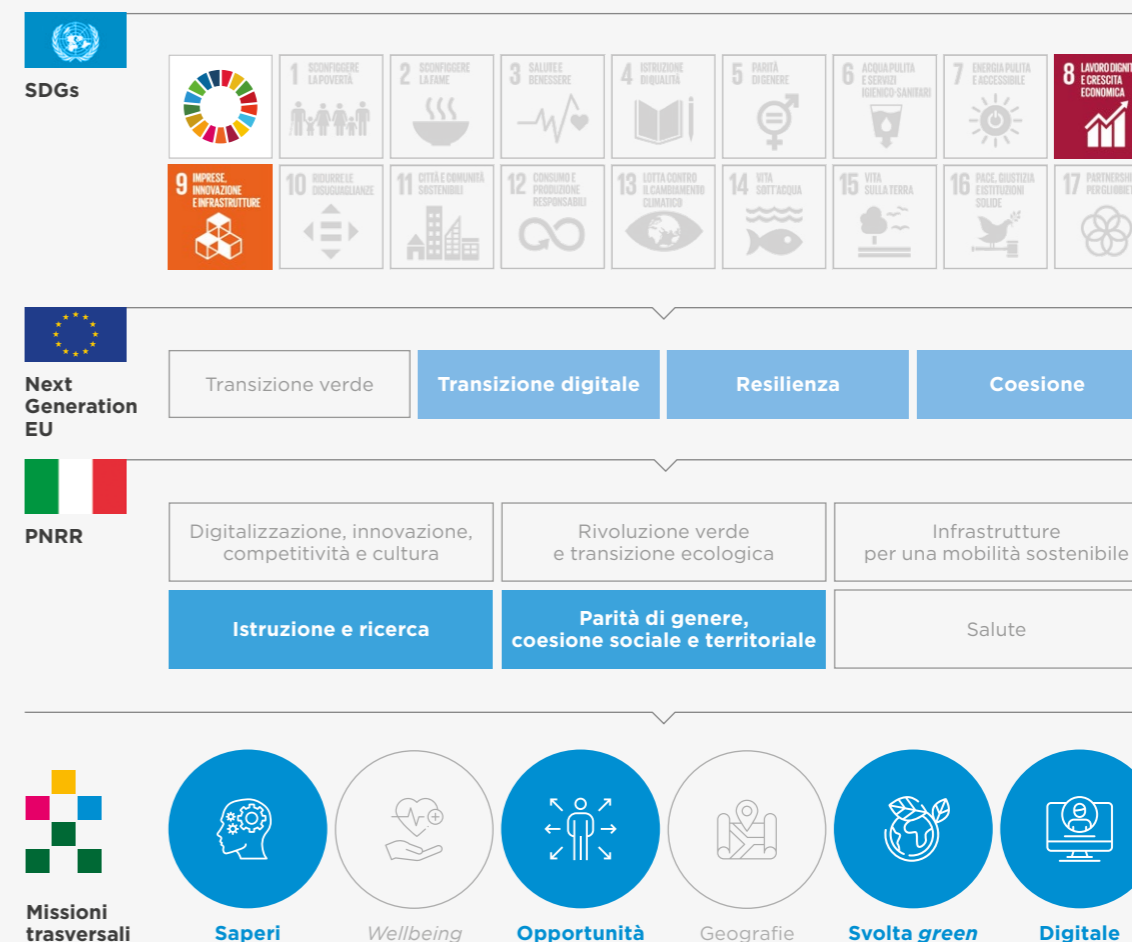 SDGs
1 SCONFIGGERE
LA POVERTÀ
2 SCONFIGGERE
LA FAME
3 SALUTE E
BENESSERE
4 ISTRUZIONE
DI QUALITÀ
5 PARITÀ
DI GENERE
6 ACQUA PULITA
E SERVIZI
IGIENICO-SANITARI
7 ENERGIA PULITA
E ACCESSIBILE
8 LAVORO DIGNIT
E CRESCITA
ECONOMICA
9 IMPRESE,
INNOVAZIONE
E INFRASTRUTTURE
10 RIDURRE LE
DISUGUAGLIANZE
11 CITTÀ E COMUNITÀ
SOSTENIBILI
12 CONSUMO E
PRODUZIONE
RESPONSABILI
13 LOTTA CONTRO
IL CAMBIAMENTO
CLIMATICO
14 VITA
SOTT'ACQUA
15 VITA
SULLA TERRA
16 PACE, GIUSTIZIA
E ISTITUZIONI
SOLIDE
17 PARTNERSHI
PER GLI OBIET
Next
Generation
EU
Transizione verde
Transizione digitale
Resilienza
Coesione
PNRR
Digitalizzazione, innovazione,
competitività e cultura
Rivoluzione verde
e transizione ecologica
Infrastrutture
per una mobilità sostenibile
Istruzione e ricerca
Parità di genere,
coesione sociale e territoriale
Salute
Missioni
trasversali
Saperi
Wellbeing
Opportunità
Geografie
Svolta green
Digitale